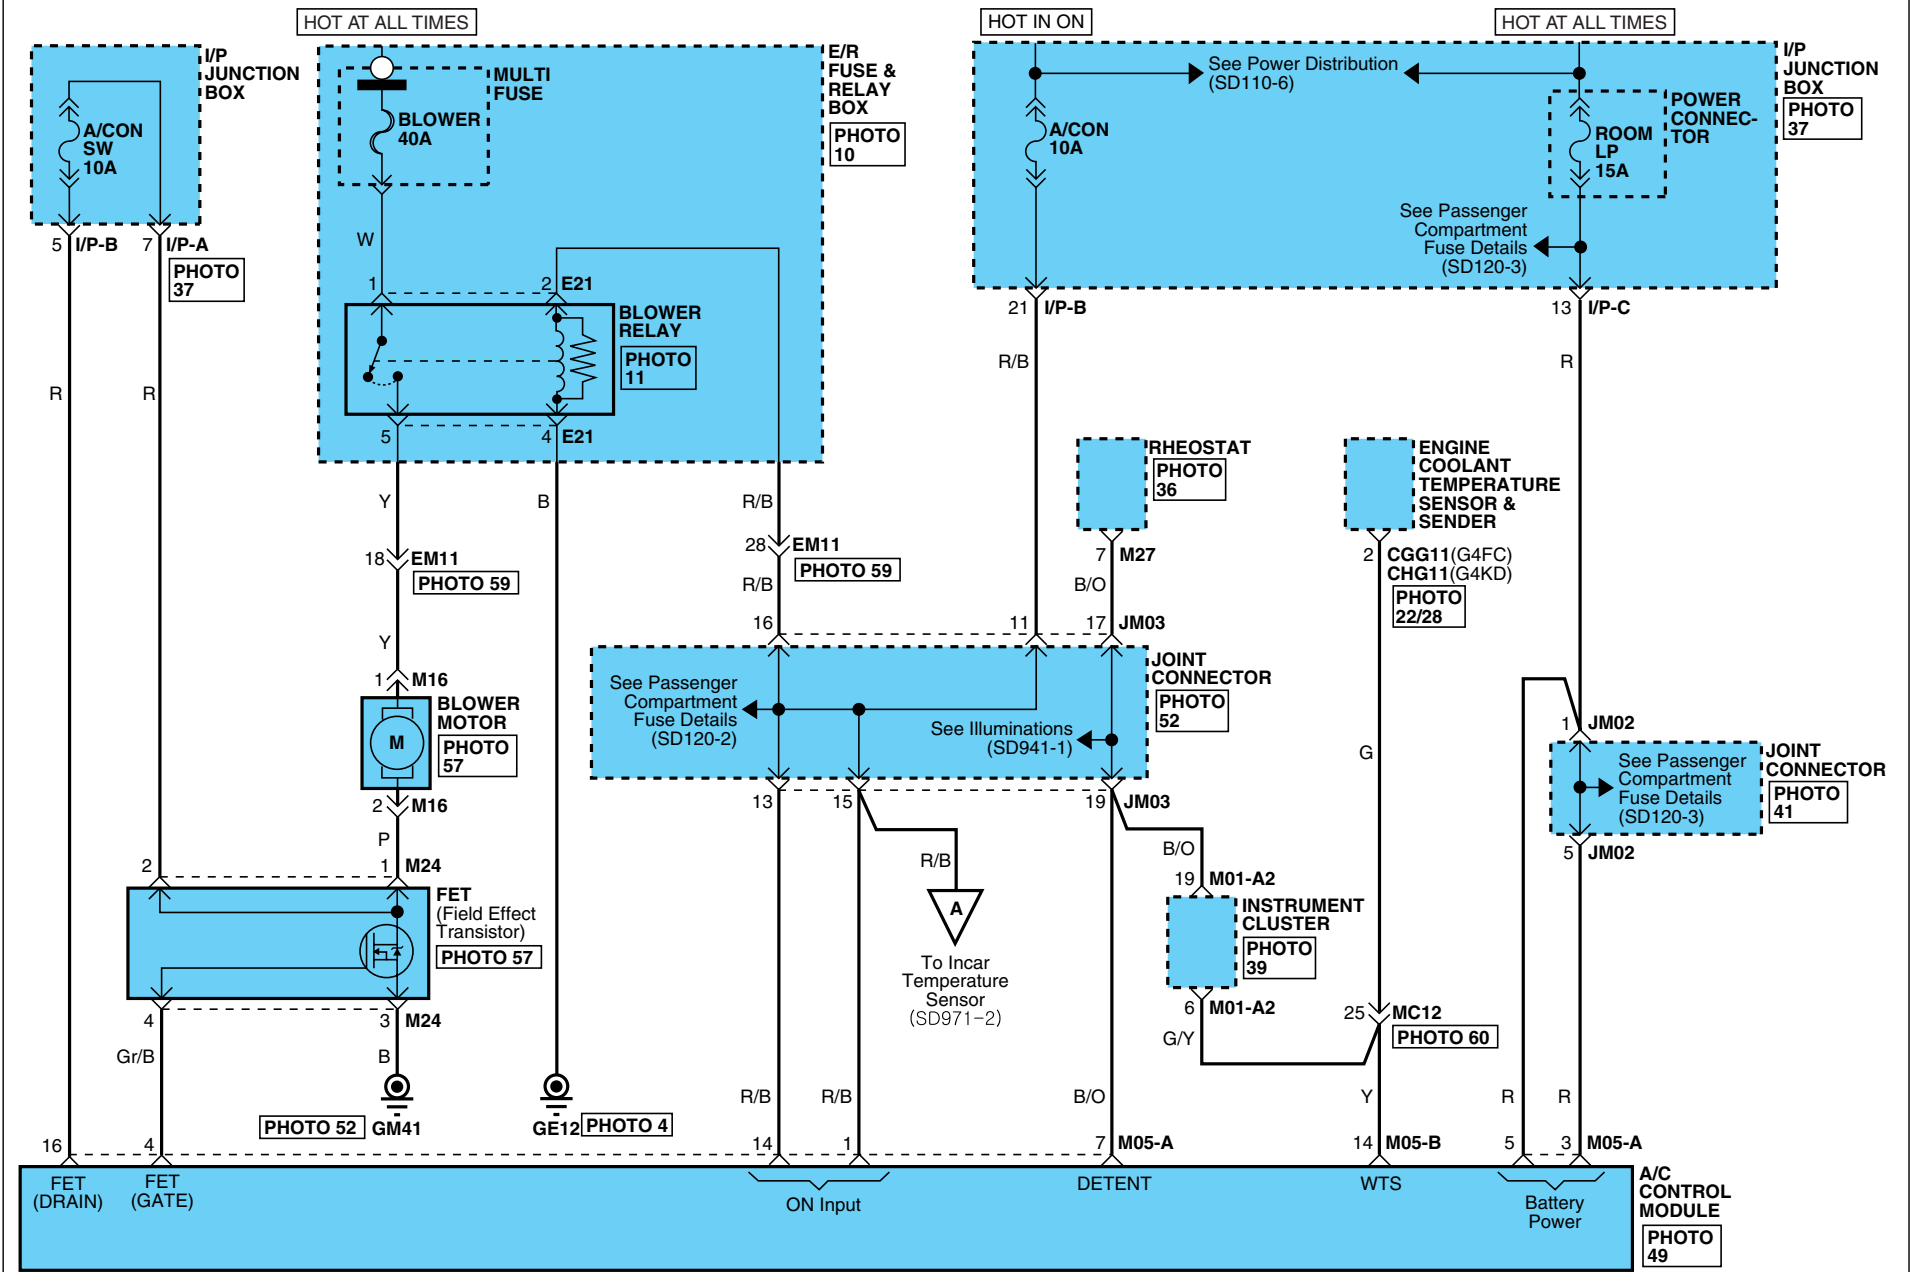 HOT AT ALL TIMES
HOT IN ON
HOT AT ALL TIMES
I/P
JUNCTION
BOX
A/CON
SW
10A
5 I/P-B
7 I/P-A
PHOTO
37
R
R
MULTI
FUSE
BLOWER
40A
E/R
FUSE &
RELAY
BOX
PHOTO
10
W
1
2 E21
BLOWER
RELAY
PHOTO
11
5
4 E21
Y
B
R/B
18 EM11
PHOTO 59
28 EM11
PHOTO 59
Y
R/B
1 M16
BLOWER
MOTOR
PHOTO
57
M
2 M16
P
2
1 M24
FET
(Field Effect
Transistor)
PHOTO 57
4
3 M24
Gr/B
B
PHOTO 52
GM41
GE12
PHOTO 4
See Power Distribution
(SD110-6)
A/CON
10A
ROOM
LP
15A
POWER
CONNEC-
TOR
I/P
JUNCTION
BOX
PHOTO
37
See Passenger
Compartment
Fuse Details
(SD120-3)
21 I/P-B
13 I/P-C
R/B
R
RHEOSTAT
PHOTO
36
7 M27
B/O
ENGINE
COOLANT
TEMPERATURE
SENSOR &
SENDER
2 CGG11(G4FC)
CHG11(G4KD)
PHOTO
22/28
16
11
17 JM03
See Passenger
Compartment
Fuse Details
(SD120-2)
See Illuminations
(SD941-1)
JOINT
CONNECTOR
PHOTO
52
13
15
19 JM03
R/B
A
To Incar
Temperature
Sensor
(SD971-2)
B/O
19 M01-A2
INSTRUMENT
CLUSTER
PHOTO
39
6 M01-A2
G/Y
G
25 MC12
PHOTO 60
1 JM02
See Passenger
Compartment
Fuse Details
(SD120-3)
JOINT
CONNECTOR
PHOTO
41
5 JM02
R/B
R/B
B/O
Y
R
R
16
4
14
1
7 M05-A
14 M05-B
5
3 M05-A
FET
(DRAIN)
FET
(GATE)
ON Input
DETENT
WTS
Battery
Power
A/C
CONTROL
MODULE
PHOTO
49